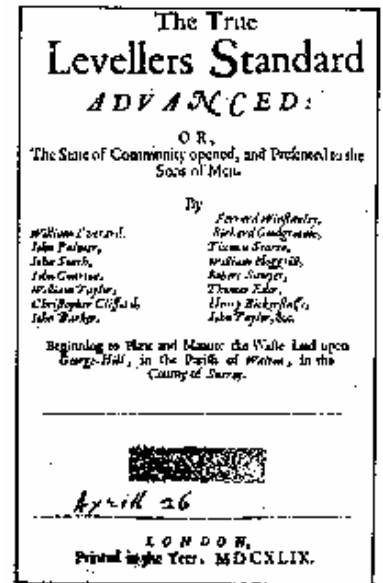 The True
Levellers Standard
ADVANCED:
OR,
The State of Community opened, and Presented to the
Sons of Men.
By
William Everard,
John Palmer,
John South,
John Courton,
William Taylor,
Christopher Clifford,
John Barker,
Jerrard Winstanley,
Richard Goodgroome,
Thomas Starre,
William Hoggrill,
Robert Sawyer,
Thomas Eder,
Henry Bickerstaffe,
John Taylor, &c.
Beginning to Plant and Manure the Waste land upon
George-Hill, in the Parish of Walton, in the
County of Surrey.
Aprill 26
LONDON,
Printed in the Yeer, MDCXLIX.